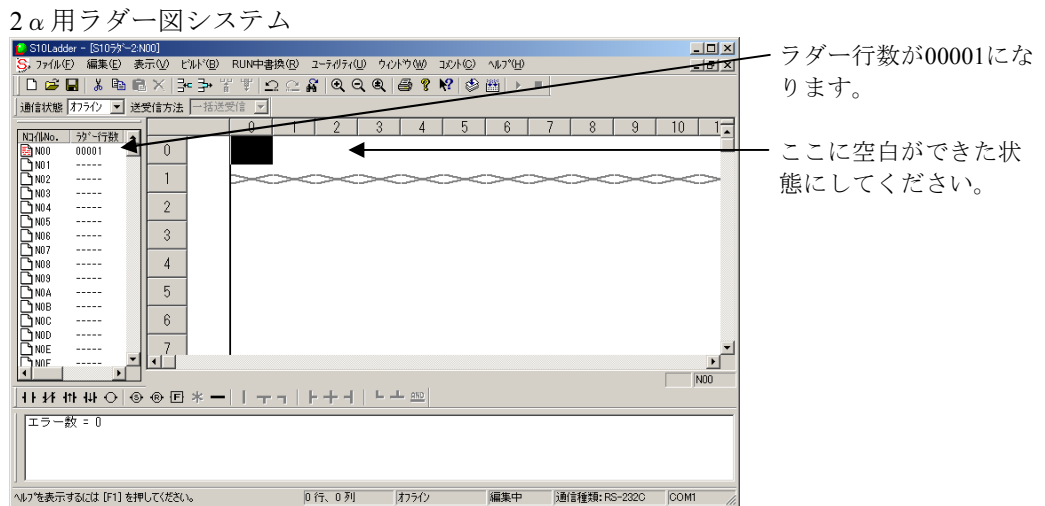 2α用ラダー図システム
S10Ladder - [S10ﾗﾀﾞｰ-2:N00]
ﾌｧｲﾙ(F) 編集(E) 表示(V) ﾋﾞﾙﾄﾞ(B) RUN中書換(R) ﾕｰﾃｨﾘﾃｨ(U) ｳｨﾝﾄﾞｳ(W) ｺﾒﾝﾄ(C) ﾍﾙﾌﾟ(H)
通信状態 ｵﾌﾗｲﾝ 送受信方法 一括送受信
NｺｲﾙNo. ﾗﾀﾞｰ行数
N00 00001
N01 -----
N02 -----
N03 -----
N04 -----
N05 -----
N06 -----
N07 -----
N08 -----
N09 -----
N0A -----
N0B -----
N0C -----
N0D -----
N0E -----
N0F -----
0 1 2 3 4 5 6 7 8 9 10 1
0
1
2
3
4
5
6
7
N00
AND
エラー数 = 0
ﾍﾙﾌﾟを表示するには [F1] を押してください。 0 行、0 列 ｵﾌﾗｲﾝ 編集中 通信種類: RS-232C COM1
ラダー行数が00001にな
ります。
ここに空白ができた状
態にしてください。